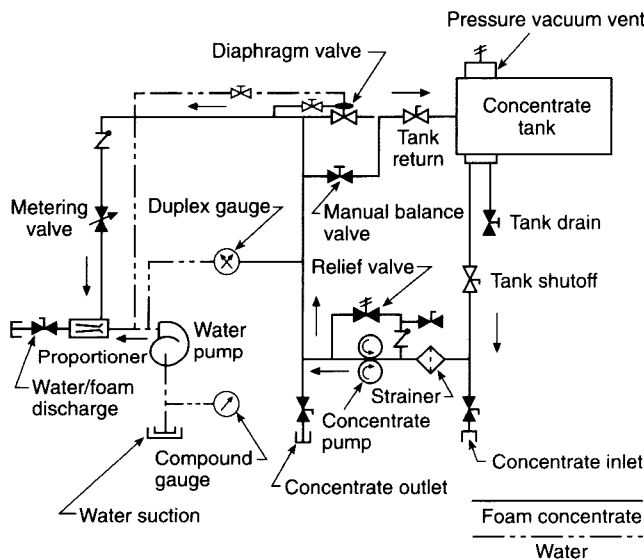 Pressure vacuum vent
Diaphragm valve
Concentrate
tank
Tank
return
Metering
valve
Duplex gauge
Manual balance
valve
Tank drain
Relief valve
Tank shutoff
Water
pump
Proportioner
Strainer
Water/foam
discharge
Concentrate
pump
Compound
gauge
Concentrate inlet
Concentrate outlet
Water suction
Foam concentrate
Water